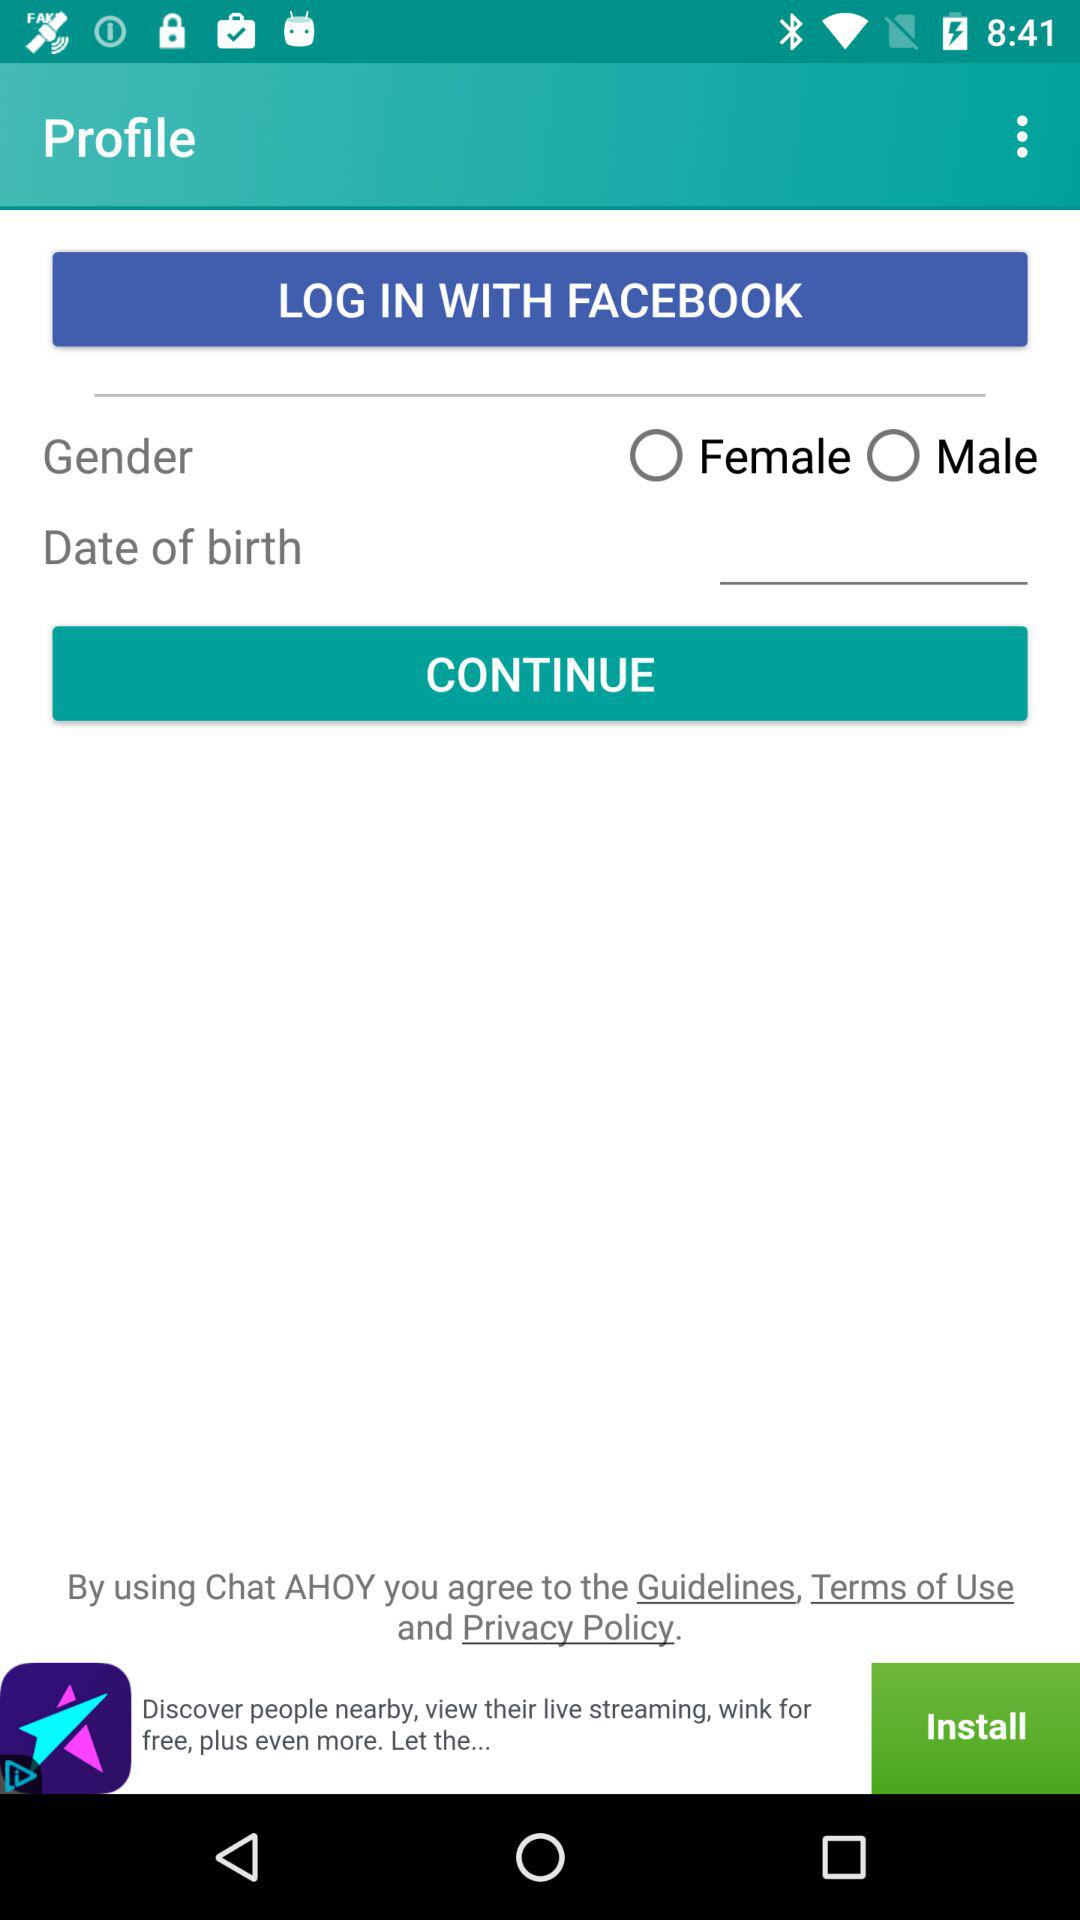 FAKE
8:41
Profile
LOG IN WITH FACEBOOK
Gender Female Male
Date of birth
CONTINUE
By using Chat AHOY you agree to the Guidelines, Terms of Use
and Privacy Policy.
Discover people nearby, view their live streaming, wink for
free, plus even more. Let the...
Install